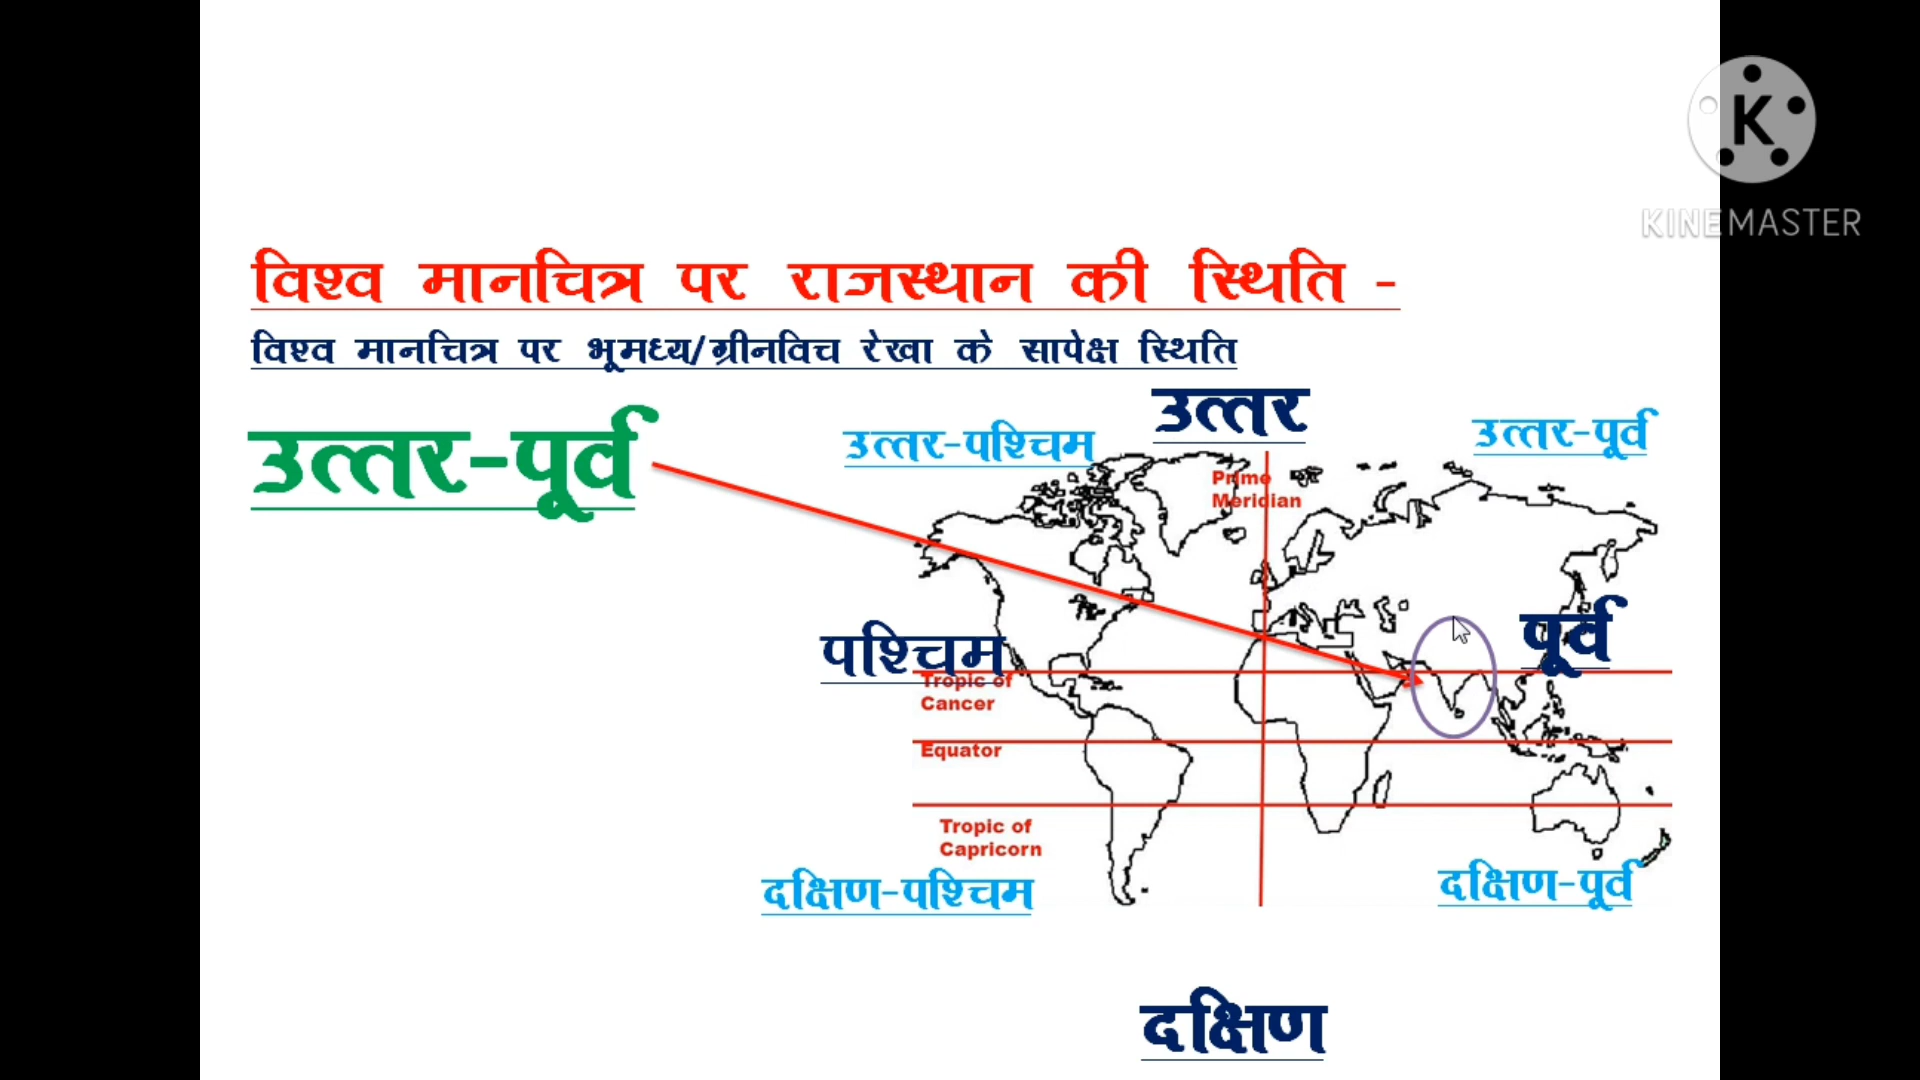 K
KINEMASTER
विश्व मानचित्र पर राजस्थान की स्थिति -
विश्व मानचित्र पर भूमध्य/ग्रीनविच रेखा के सापेक्ष स्थिति
उत्तर
उत्तर-पूर्व
उत्तर-पश्चिम
उत्तर-पूर्व
Prime
Meridian
पश्चिम
पूर्व
Tropic of
Cancer
Equator
Tropic of
Capricorn
दक्षिण-पश्चिम
दक्षिण-पूर्व
दक्षिण